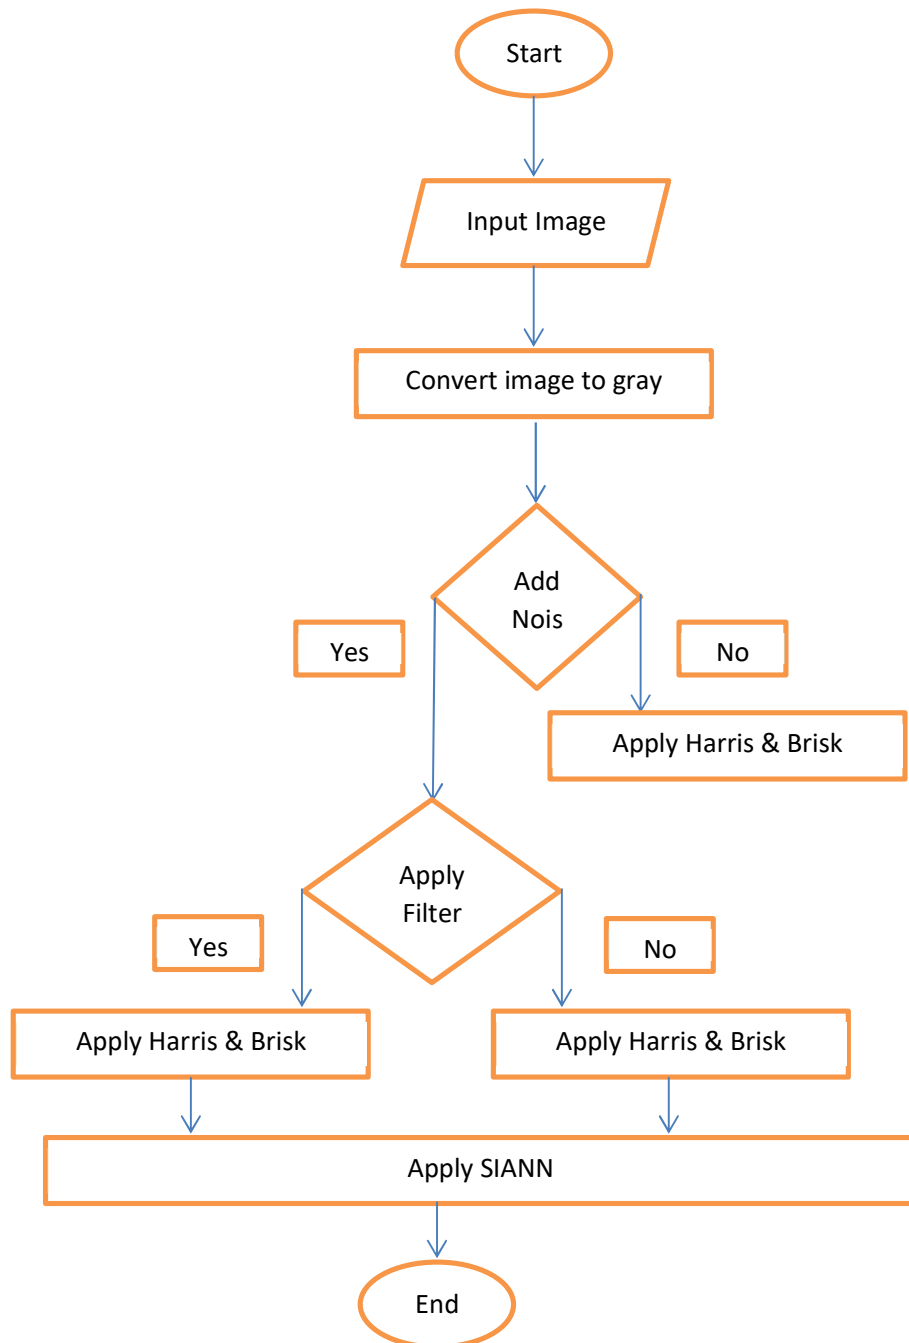 Start
Input Image
Convert image to gray
Add
Nois
Yes
No
Apply Harris & Brisk
Apply
Filter
Yes
No
Apply Harris & Brisk
Apply Harris & Brisk
Apply SIANN
End